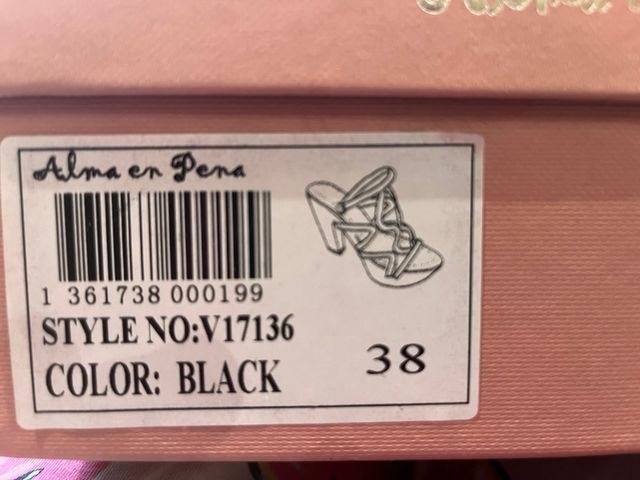 Alma en Pena
1 361738 000199
STYLE NO:V17136
COLOR: BLACK
38